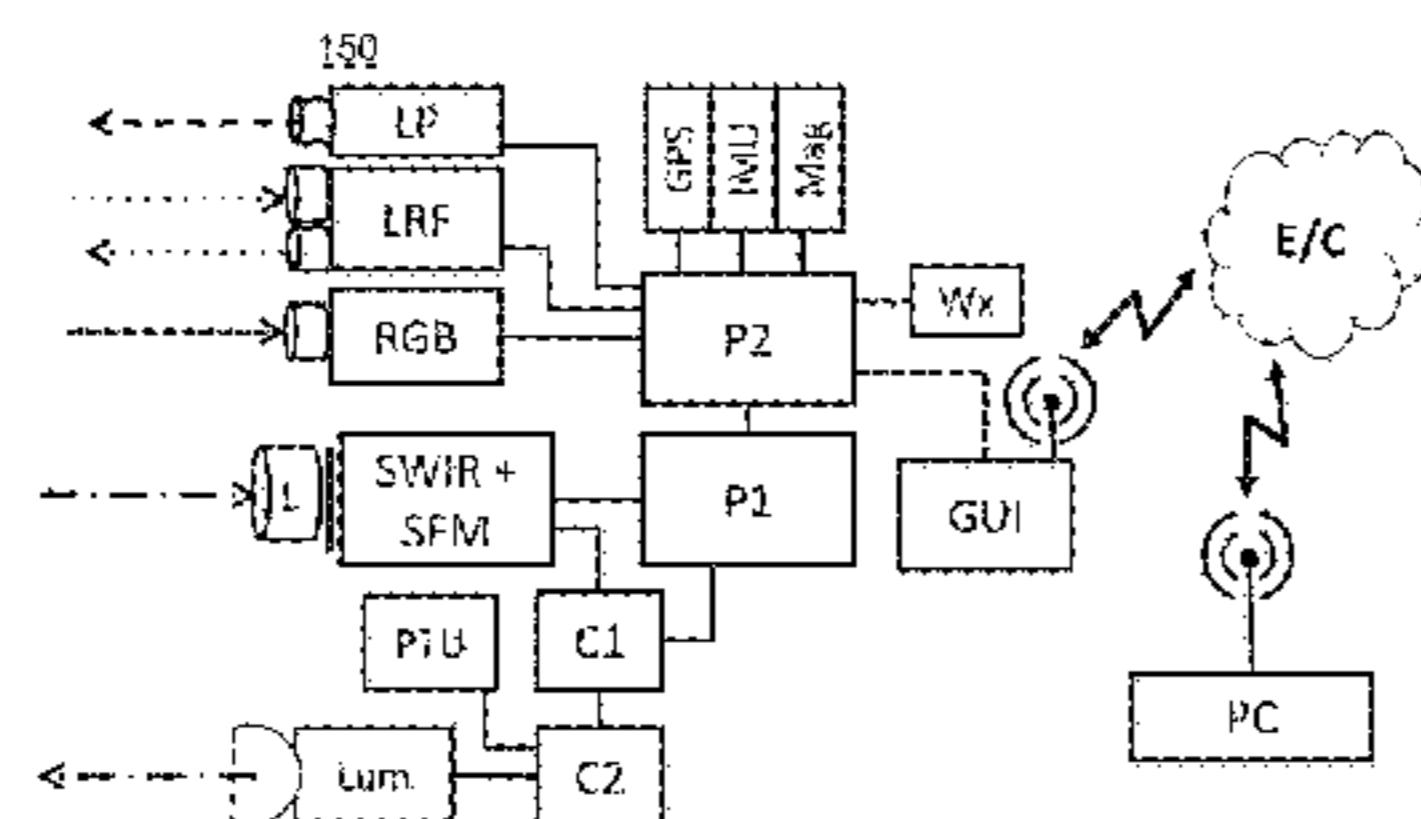 150
LP
LRF
RGB
GPS
IMU
Mag
P2
Wx
E/C
SWIR +
SFM
L
P1
GUI
PTU
C1
PC
Lum.
C2